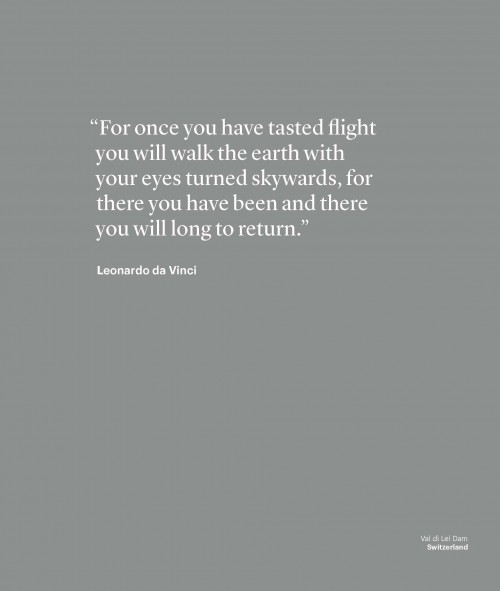 “For once you have tasted flight
you will walk the earth with
your eyes turned skywards, for
there you have been and there
you will long to return.”
Leonardo da Vinci
Val di Lei Dam
Switzerland